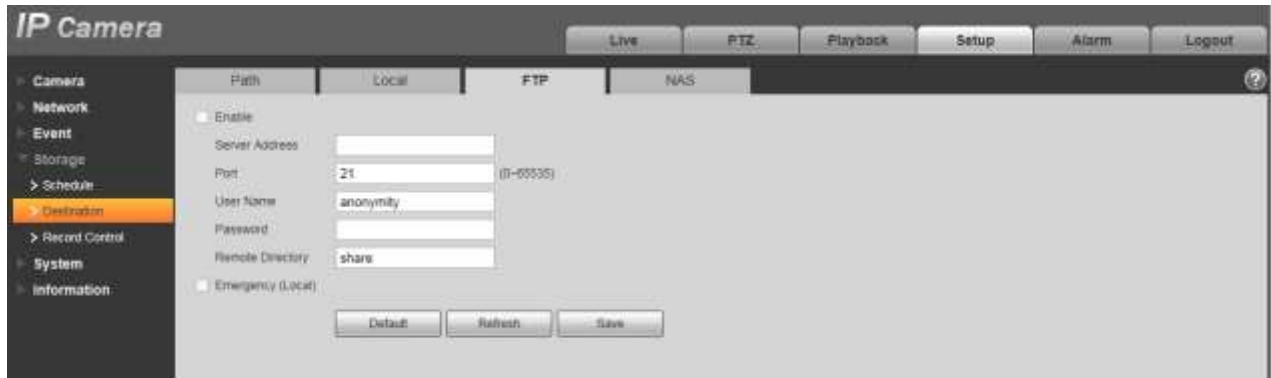 IP Camera
Live PTZ Playback Setup Alarm Logout
Camera Path Local FTP NAS ?
Network
Enable
Event
Server Address
Storage
Port 21 (0~65535)
> Schedule
User Name anonymity
> Destination
Password
> Record Control
Remote Directory share
System
Emergency (Local)
Information
Default Refresh Save